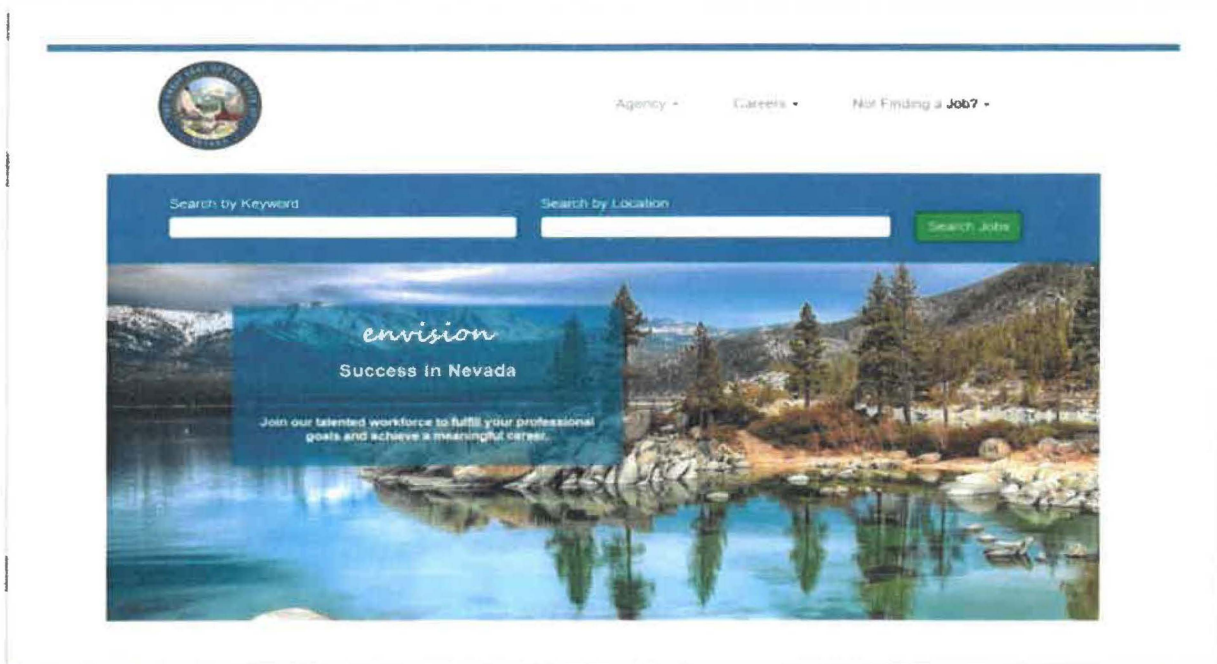 Agency
Careers
Not Finding a Job?
Search by Keyword
Search by Location
Search Jobs
envision
Success in Nevada
Join our talented workforce to fulfill your professional
goals and achieve a meaningful career.